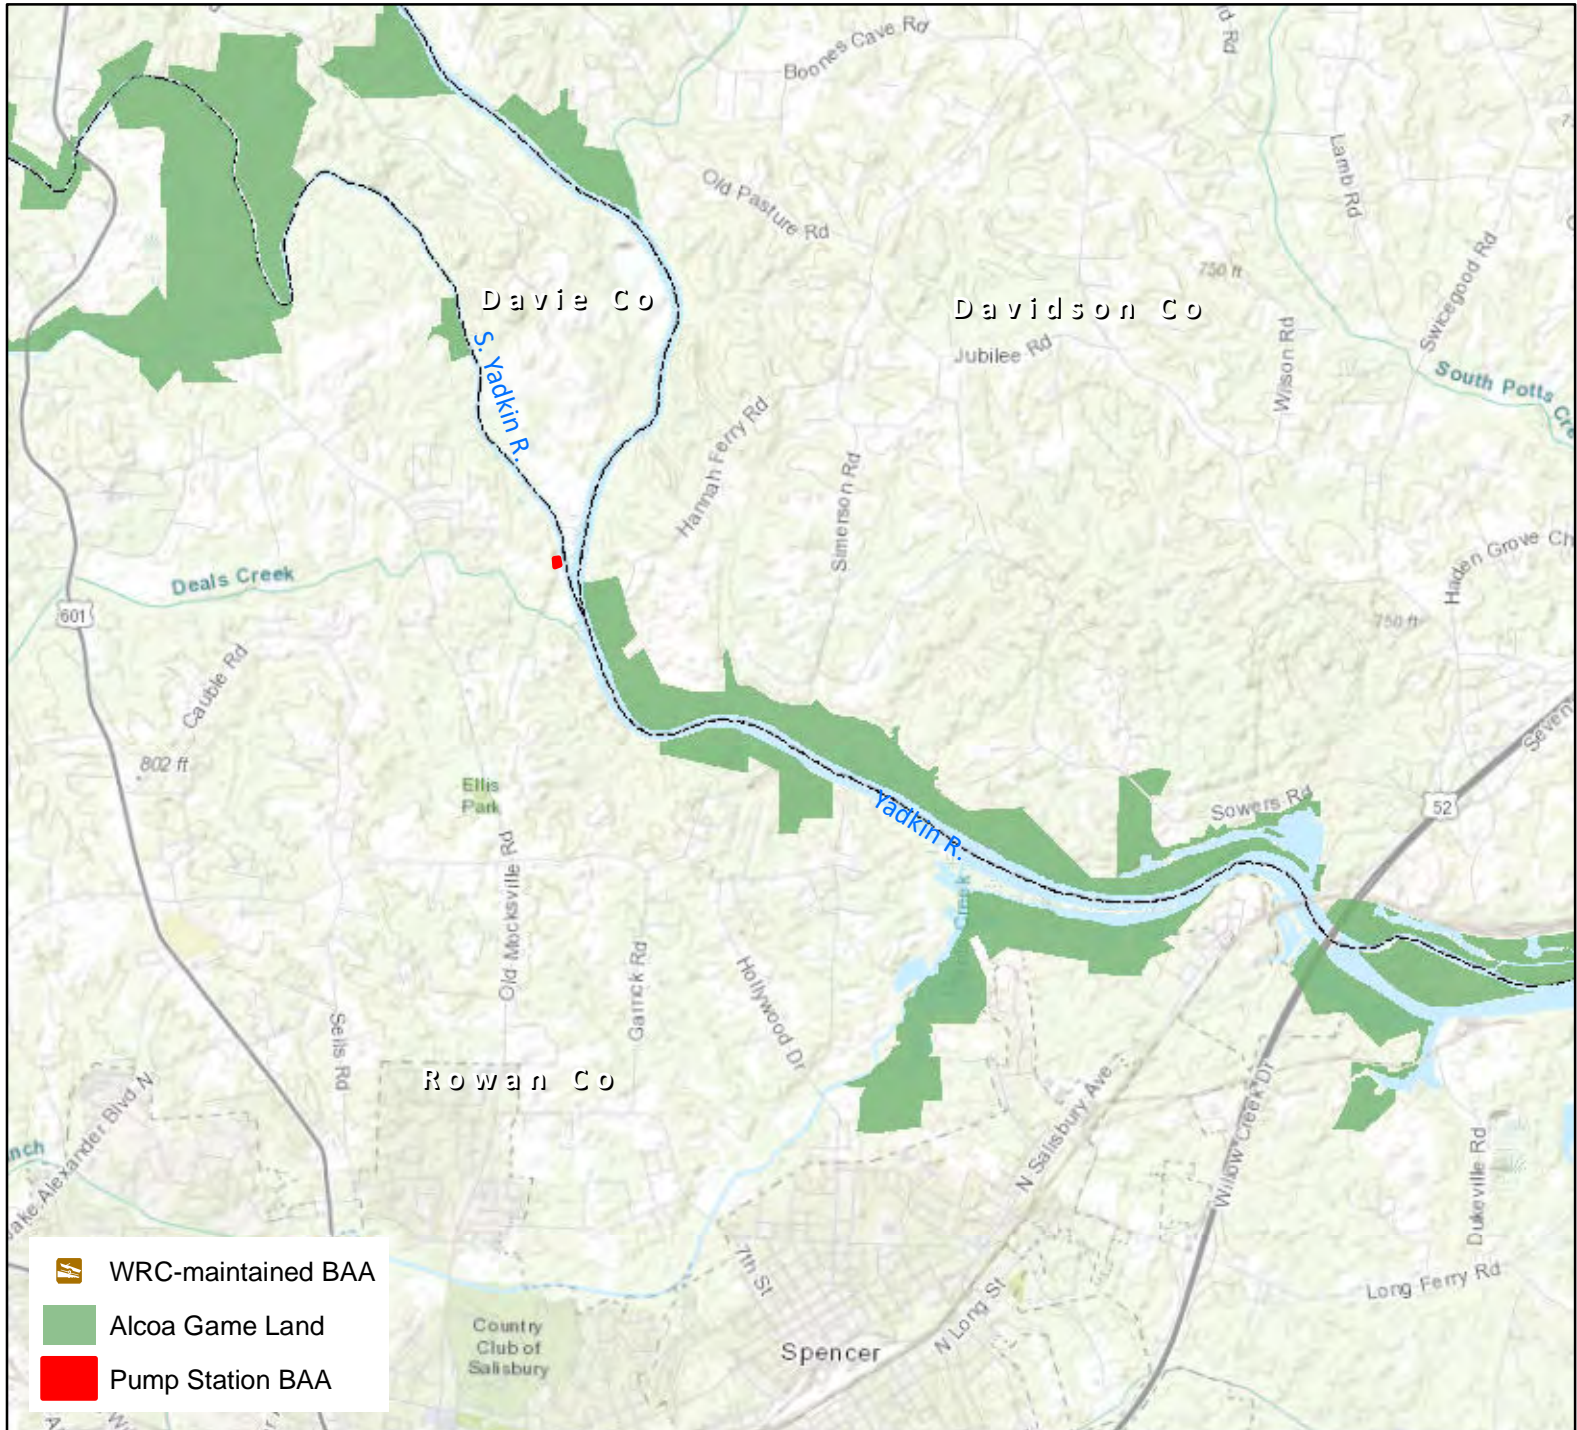 Boones Cave Rd
Old Pasture Rd
Lamb Rd
750 ft
Swicegood Rd
Davie Co
Davidson Co
Jubilee Rd
Wilson Rd
South Potts
S. Yadkin R.
Hannah Ferry Rd
Simerson Rd
Haden Grove Ch
Deals Creek
601
750 ft
Cauble Rd
802 ft
Ellis
Park
Seven
52
Sowers Rd
Yadkin R.
Creek
Old Mocksville Rd
Garrick Rd
Hollywood Dr
Seils Rd
Rowan Co
N Salisbury Ave
Willow Creek Dr
Dukeville Rd
Jake Alexander Blvd N
nch
7th St
N Long St
Long Ferry Rd
Country
Club of
Salisbury
Spencer
WRC-maintained BAA
Alcoa Game Land
Pump Station BAA